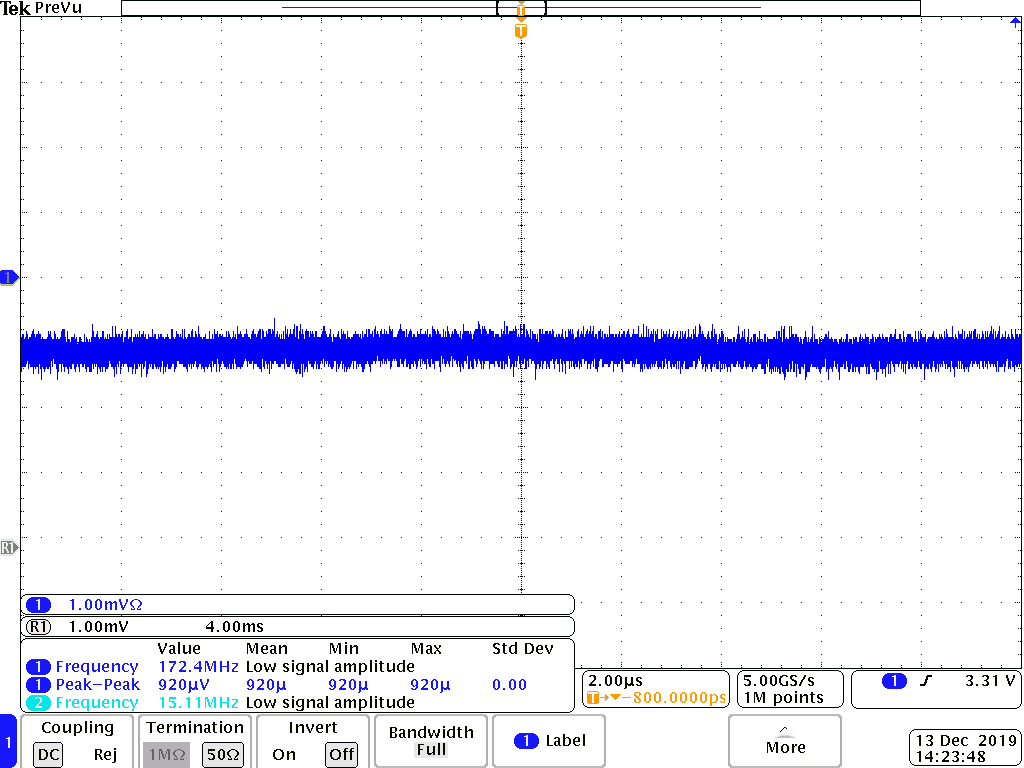 Tek PreVu
T
T
1
R1
1 1.00mVΩ
R1 1.00mV 4.00ms
Value Mean Min Max Std Dev
1 Frequency 172.4MHz Low signal amplitude
1 Peak–Peak 920µV 920µ 920µ 920µ 0.00
2 Frequency 15.11MHz Low signal amplitude
2.00µs
T→▼−800.0000ps
5.00GS/s
1M points
1 3.31 V
1
Coupling
DC Rej
Termination
1MΩ 50Ω
Invert
On Off
Bandwidth
Full
1 Label
More
13 Dec 2019
14:23:48